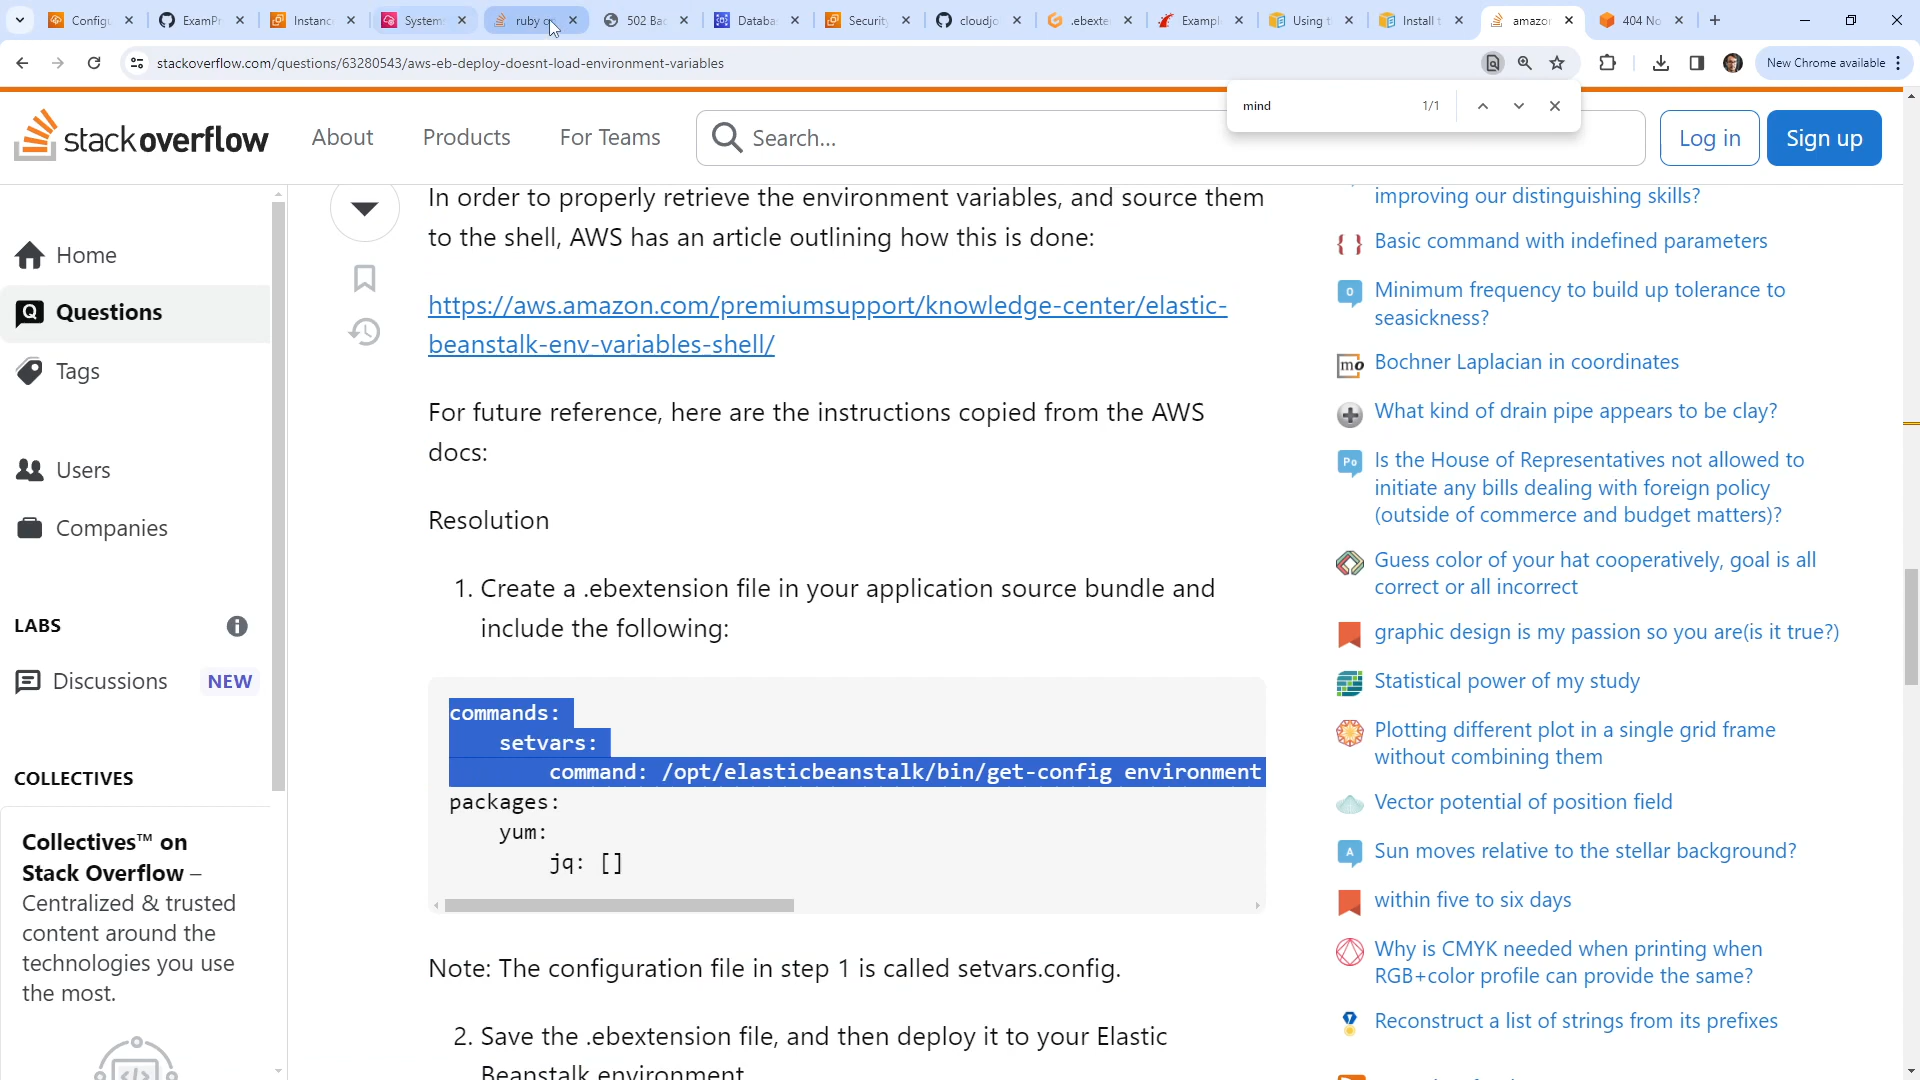 Configu
ExamPr
Instanc
System
ruby o
502 Bac
Databa
Security
cloudjo
.ebexte
Exampl
Using t
Install t
amazon
404 No
stackoverflow.com/questions/63280543/aws-eb-deploy-doesnt-load-environment-variables
New Chrome available
mind
1/1
stackoverflow
About
Products
For Teams
Search...
Log in
Sign up
Home
Questions
Tags
Users
Companies
LABS
Discussions
NEW
COLLECTIVES
Collectives™ on
Stack Overflow –
Centralized & trusted
content around the
technologies you use
the most.
In order to properly retrieve the environment variables, and source them
to the shell, AWS has an article outlining how this is done:
https://aws.amazon.com/premiumsupport/knowledge-center/elastic-
beanstalk-env-variables-shell/
For future reference, here are the instructions copied from the AWS
docs:
Resolution
1. Create a .ebextension file in your application source bundle and
include the following:
commands:
setvars:
command: /opt/elasticbeanstalk/bin/get-config environment
packages:
yum:
jq: []
Note: The configuration file in step 1 is called setvars.config.
2. Save the .ebextension file, and then deploy it to your Elastic
Beanstalk environment
improving our distinguishing skills?
Basic command with indefined parameters
Minimum frequency to build up tolerance to
seasickness?
Bochner Laplacian in coordinates
What kind of drain pipe appears to be clay?
Is the House of Representatives not allowed to
initiate any bills dealing with foreign policy
(outside of commerce and budget matters)?
Guess color of your hat cooperatively, goal is all
correct or all incorrect
graphic design is my passion so you are(is it true?)
Statistical power of my study
Plotting different plot in a single grid frame
without combining them
Vector potential of position field
Sun moves relative to the stellar background?
within five to six days
Why is CMYK needed when printing when
RGB+color profile can provide the same?
Reconstruct a list of strings from its prefixes